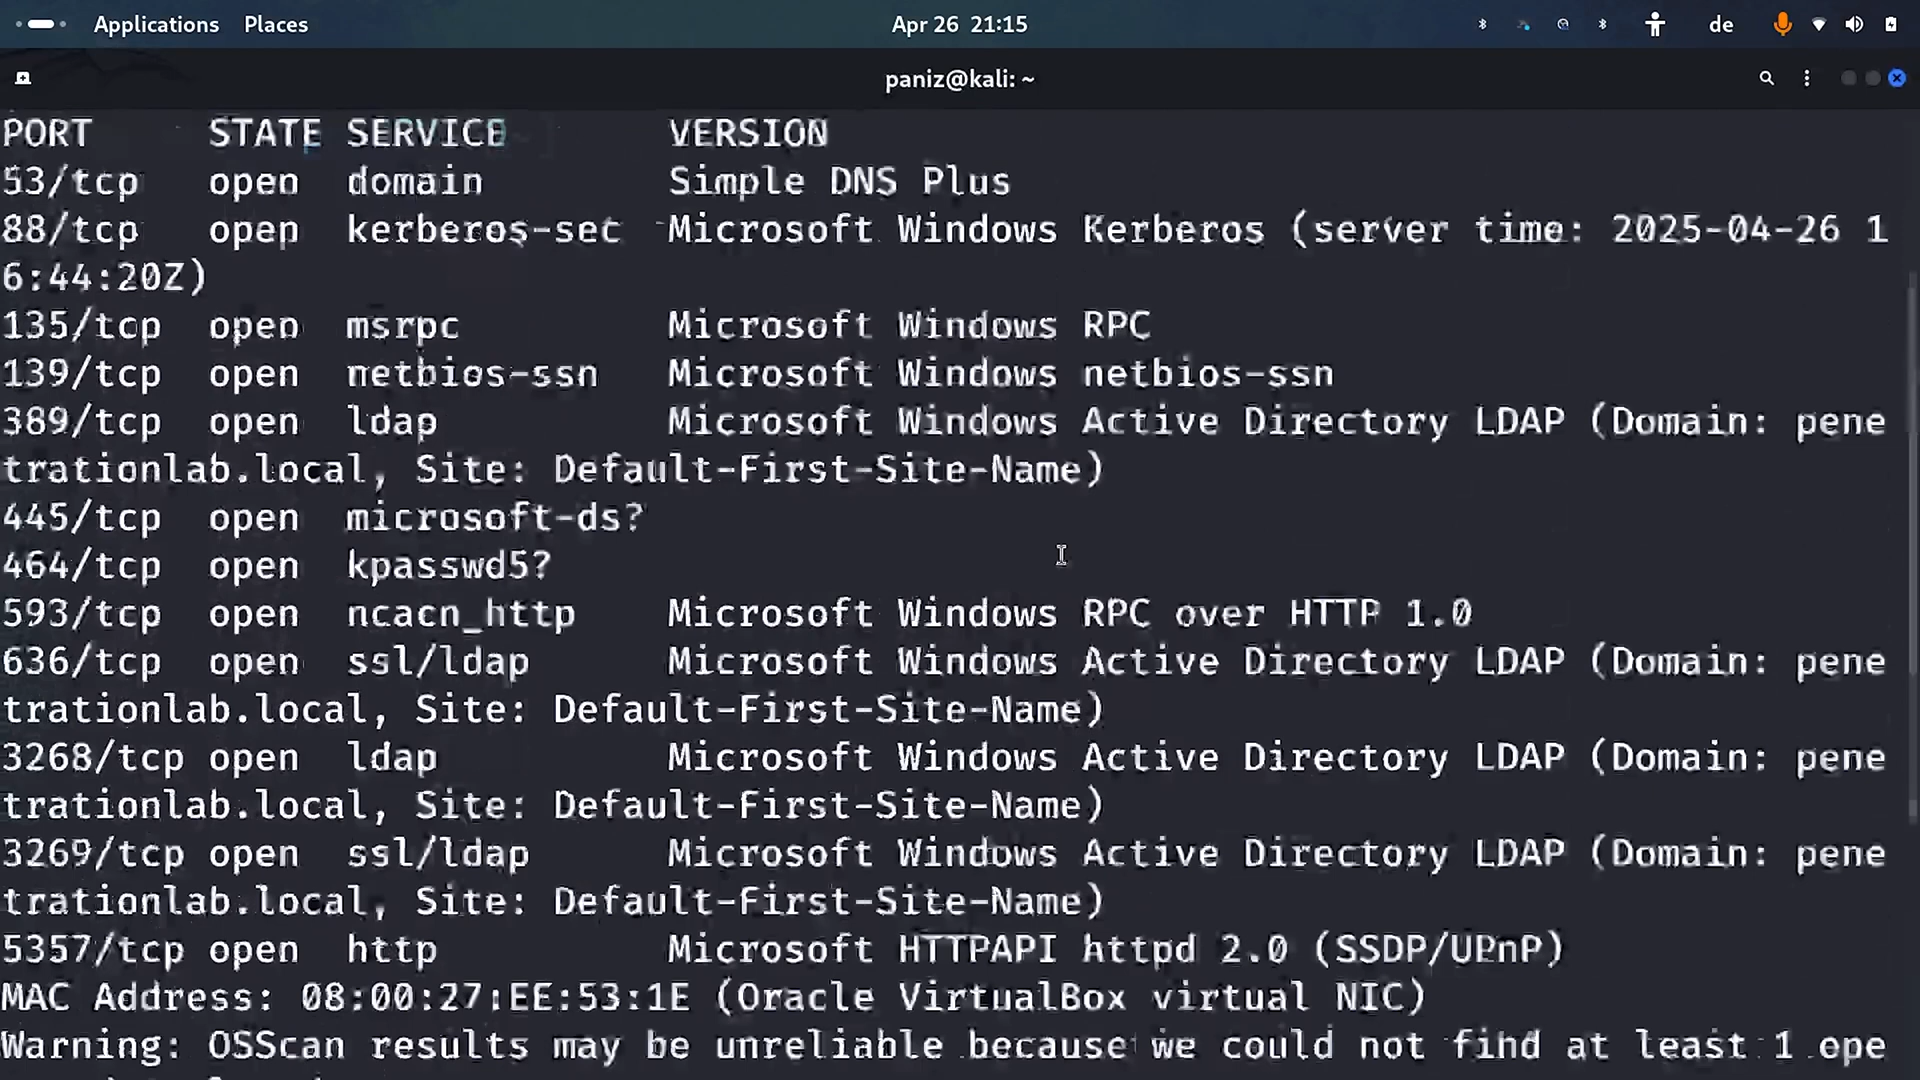 Applications Places Apr 26 21:15 de
paniz@kali: ~
PORT STATE SERVICE VERSION
53/tcp open domain Simple DNS Plus
88/tcp open kerberos-sec Microsoft Windows Kerberos (server time: 2025-04-26 1
6:44:20Z)
135/tcp open msrpc Microsoft Windows RPC
139/tcp open netbios-ssn Microsoft Windows netbios-ssn
389/tcp open ldap Microsoft Windows Active Directory LDAP (Domain: pene
trationlab.local, Site: Default-First-Site-Name)
445/tcp open microsoft-ds?
464/tcp open kpasswd5?
593/tcp open ncacn_http Microsoft Windows RPC over HTTP 1.0
636/tcp open ssl/ldap Microsoft Windows Active Directory LDAP (Domain: pene
trationlab.local, Site: Default-First-Site-Name)
3268/tcp open ldap Microsoft Windows Active Directory LDAP (Domain: pene
trationlab.local, Site: Default-First-Site-Name)
3269/tcp open ssl/ldap Microsoft Windows Active Directory LDAP (Domain: pene
trationlab.local, Site: Default-First-Site-Name)
5357/tcp open http Microsoft HTTPAPI httpd 2.0 (SSDP/UPnP)
MAC Address: 08:00:27:EE:53:1E (Oracle VirtualBox virtual NIC)
Warning: OSScan results may be unreliable because we could not find at least 1 ope